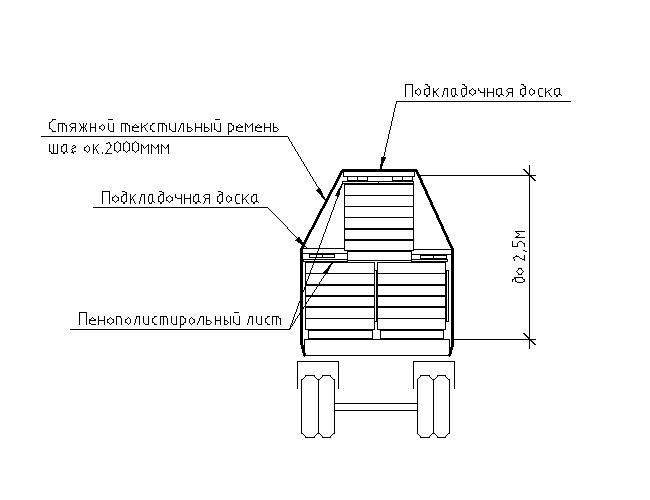 Подкладочная доска
Стяжной текстильный ремень
шаг ок.2000ммм
Подкладочная доска
до 2,5м
Пенополистирольный лист